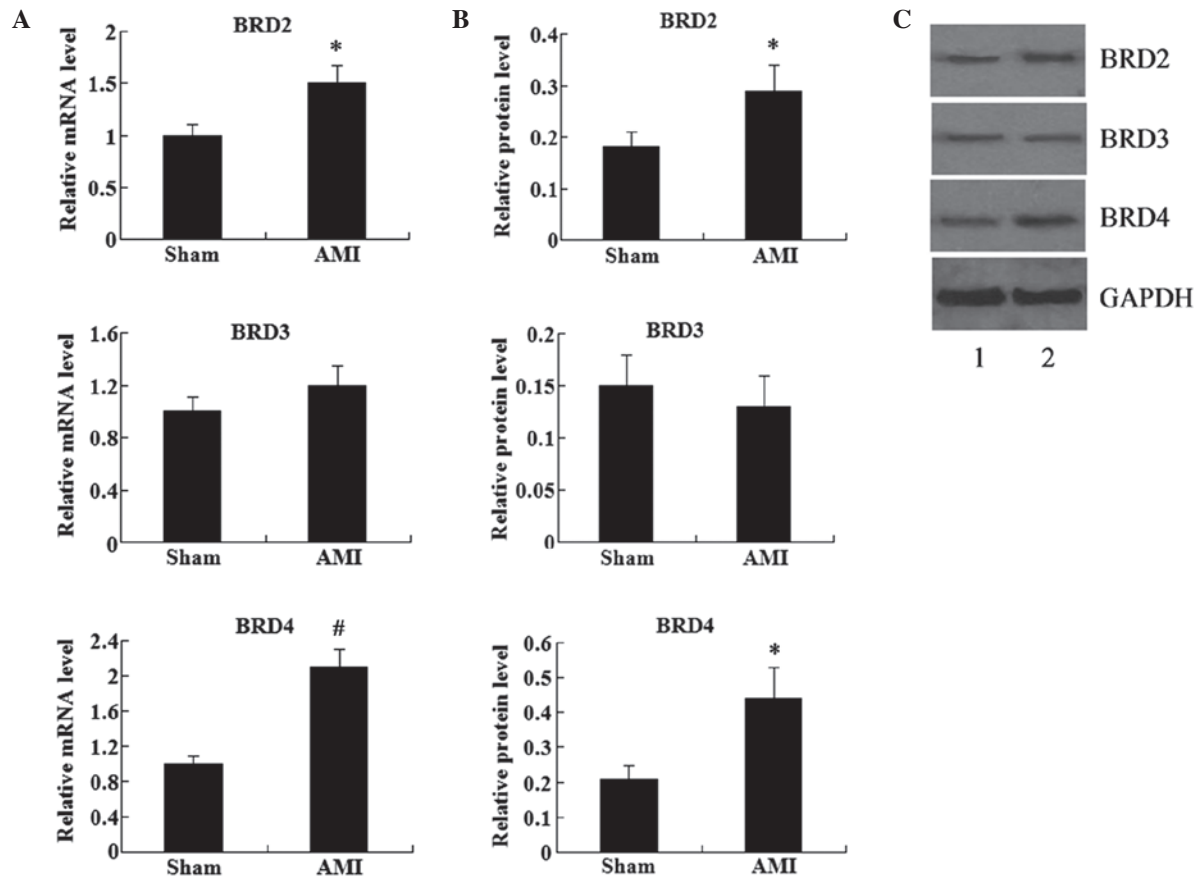 A
BRD2
Relative mRNA level
2
1.5
1
0.5
0
*
Sham AMI
BRD3
Relative mRNA level
1.6
1.2
0.8
0.4
0
Sham AMI
BRD4
Relative mRNA level
2.4
2
1.6
1.2
0.8
0.4
0
#
Sham AMI
B
BRD2
Relative protein level
0.4
0.3
0.2
0.1
0
*
Sham AMI
BRD3
Relative protein level
0.2
0.15
0.1
0.05
0
Sham AMI
BRD4
Relative protein level
0.6
0.5
0.4
0.3
0.2
0.1
0
*
Sham AMI
C
BRD2
BRD3
BRD4
GAPDH
1 2